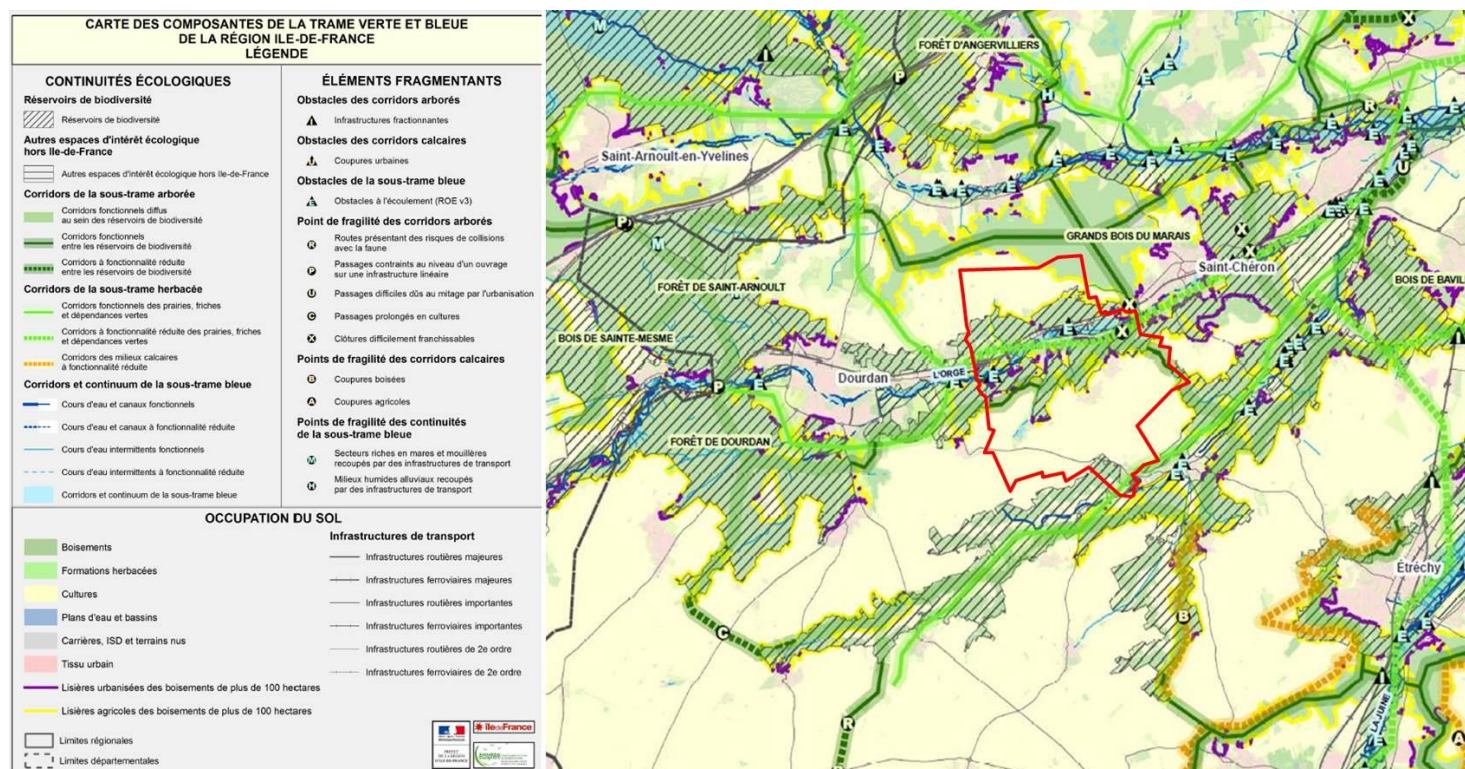 CARTE DES COMPOSANTES DE LA TRAME VERTE ET BLEUE
DE LA RÉGION ILE-DE-FRANCE
LÉGENDE
CONTINUITÉS ÉCOLOGIQUES
Réservoirs de biodiversité
Réservoirs de biodiversité
Autres espaces d'intérêt écologique
hors Ile-de-France
Autres espaces d'intérêt écologique hors Ile-de-France
Corridors de la sous-trame arborée
Corridors fonctionnels diffus
au sein des réservoirs de biodiversité
Corridors fonctionnels
entre les réservoirs de biodiversité
Corridors à fonctionnalité réduite
entre les réservoirs de biodiversité
Corridors de la sous-trame herbacée
Corridors fonctionnels des prairies, friches
et dépendances vertes
Corridors à fonctionnalité réduite des prairies, friches
et dépendances vertes
Corridors des milieux calcaires
à fonctionnalité réduite
Corridors et continuum de la sous-trame bleue
Cours d'eau et canaux fonctionnels
Cours d'eau et canaux à fonctionnalité réduite
Cours d'eau intermittents fonctionnels
Cours d'eau intermittents à fonctionnalité réduite
Corridors et continuum de la sous-trame bleue
ÉLÉMENTS FRAGMENTANTS
Obstacles des corridors arborés
Infrastructures fractionnantes
Obstacles des corridors calcaires
Coupures urbaines
Obstacles de la sous-trame bleue
E Obstacles à l'écoulement (ROE v3)
Point de fragilité des corridors arborés
R Routes présentant des risques de collisions
avec la faune
P Passages contraints au niveau d'un ouvrage
sur une infrastructure linéaire
U Passages difficiles dûs au mitage par l'urbanisation
C Passages prolongés en cultures
X Clôtures difficilement franchissables
Points de fragilité des corridors calcaires
B Coupures boisées
A Coupures agricoles
Points de fragilité des continuités
de la sous-trame bleue
M Secteurs riches en mares et mouillères
recoupés par des infrastructures de transport
H Milieux humides alluviaux recoupés
par des infrastructures de transport
OCCUPATION DU SOL
Boisements
Formations herbacées
Cultures
Plans d'eau et bassins
Carrières, ISD et terrains nus
Tissu urbain
Lisières urbanisées des boisements de plus de 100 hectares
Lisières agricoles des boisements de plus de 100 hectares
Limites régionales
Limites départementales
Infrastructures de transport
Infrastructures routières majeures
Infrastructures ferroviaires majeures
Infrastructures routières importantes
Infrastructures ferroviaires importantes
Infrastructures routières de 2e ordre
Infrastructures ferroviaires de 2e ordre
île de France
PRÉFET
DE LA RÉGION
D'ILE-DE-FRANCE
FORÊT D'ANGERVILLIERS
Saint-Arnoult-en-Yvelines
GRANDS BOIS DU MARAIS
Saint-Chéron
BOIS DE BAVIL
FORÊT DE SAINT-ARNOULT
BOIS DE SAINTE-MESME
Dourdan
L'ORGE
FORÊT DE DOURDAN
Étréchy
LA JUINE